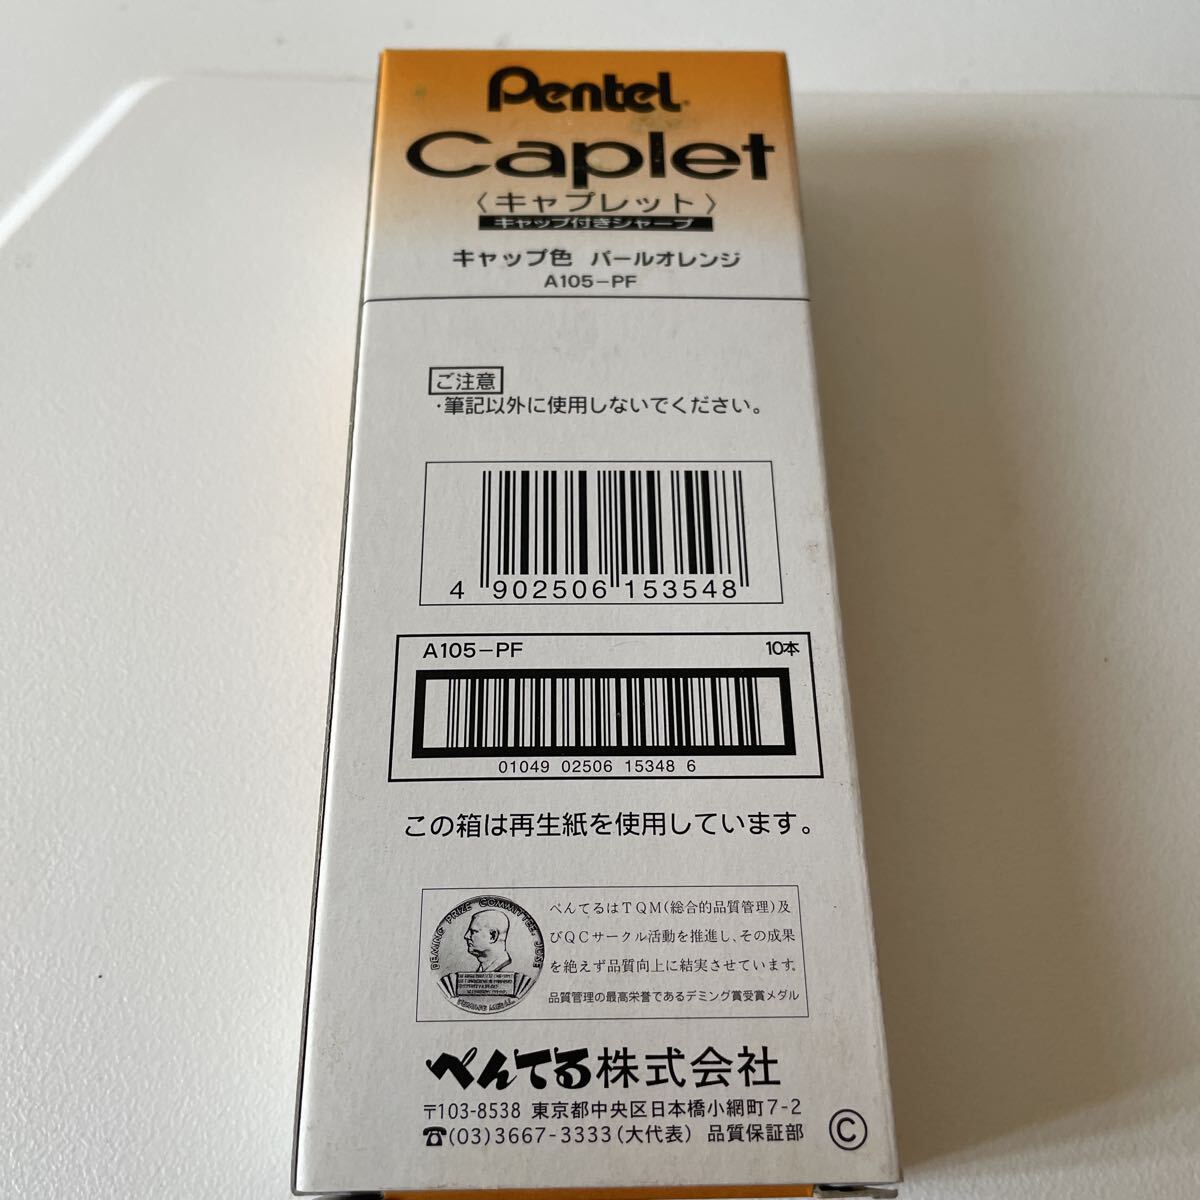 Pentel
Caplet
〈キャプレット〉
キャップ付きシャープ
キャップ色 パールオレンジ
A105-PF
ご注意
・筆記以外に使用しないでください。
4 902506 153548
A105-PF 10本
01049 02506 15348 6
この箱は再生紙を使用しています。
DEMING PRIZE COMMITTEE, JUSE
DEMING MEDAL
ぺんてるはTQM(総合的品質管理)及
びQCサークル活動を推進し、その成果
を絶えず品質向上に結実させています。
品質管理の最高栄誉であるデミング賞受賞メダル
ぺんてる株式会社
〒103-8538 東京都中央区日本橋小網町7-2
☎(03)3667-3333(大代表) 品質保証部
Ⓒ